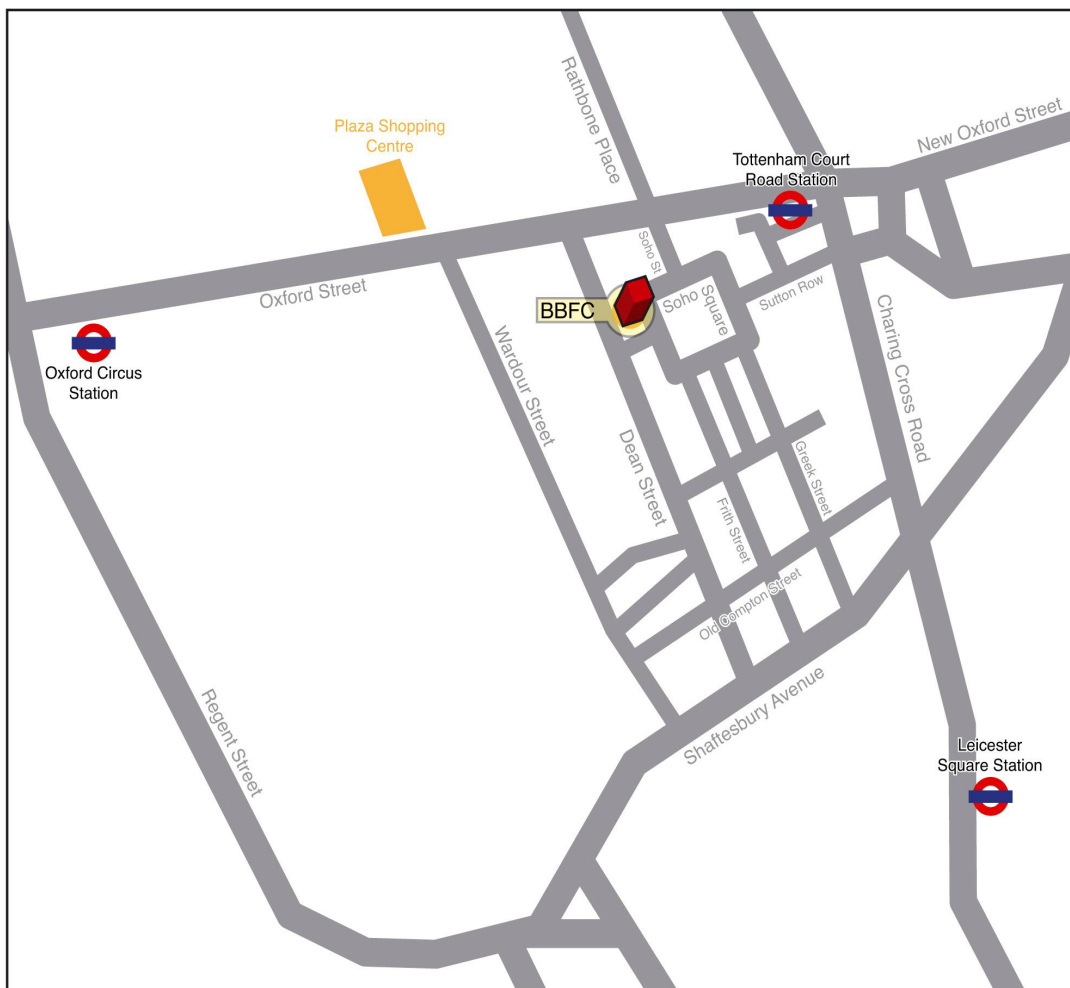 Rathbone Place
New Oxford Street
Plaza Shopping
Centre
Tottenham Court
Road Station
Soho St
Oxford Street
BBFC
Soho
Square
Sutton Row
Oxford Circus
Station
Wardour Street
Charing Cross Road
Dean Street
Greek Street
Frith Street
Old Compton Street
Regent Street
Shaftesbury Avenue
Leicester
Square Station